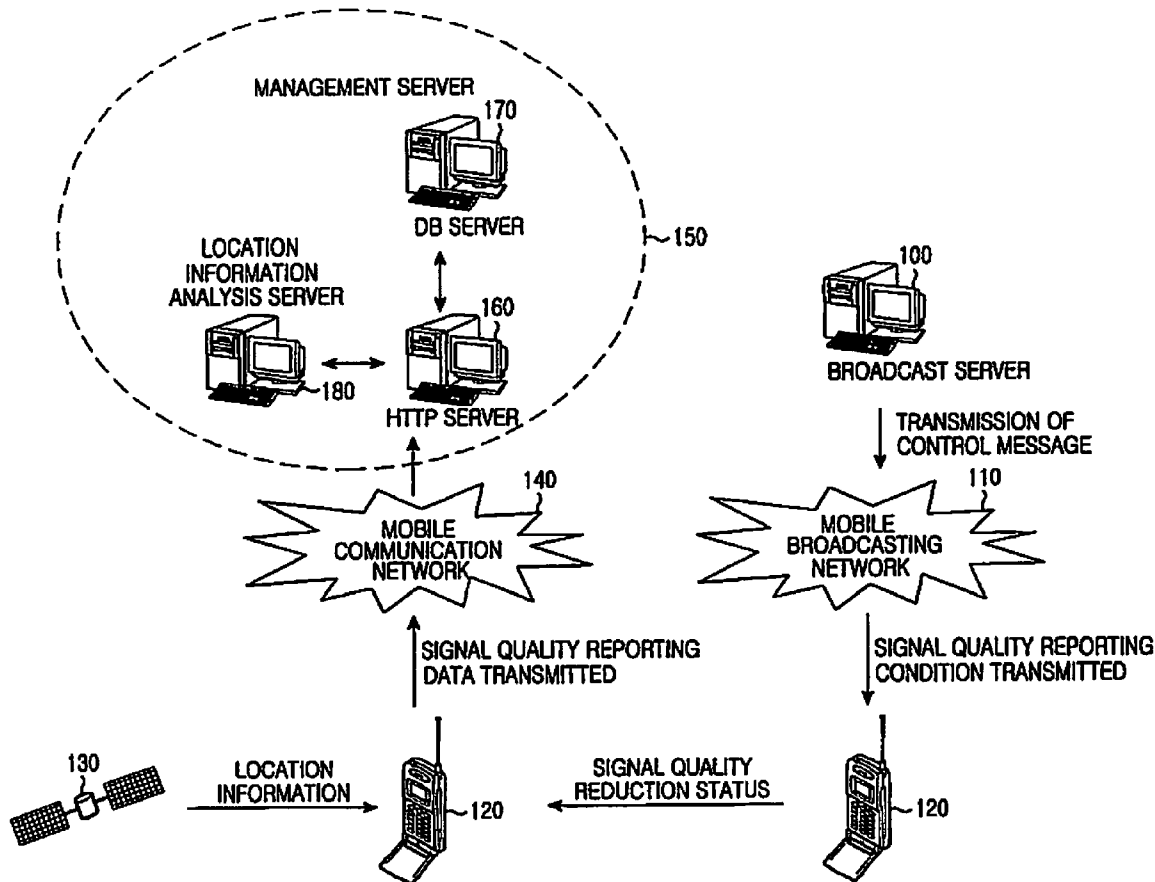 MANAGEMENT SERVER
170
DB SERVER
150
LOCATION
INFORMATION
ANALYSIS SERVER
180
160
HTTP SERVER
100
BROADCAST SERVER
TRANSMISSION OF
CONTROL MESSAGE
140
MOBILE
COMMUNICATION
NETWORK
110
MOBILE
BROADCASTING
NETWORK
SIGNAL QUALITY REPORTING
DATA TRANSMITTED
SIGNAL QUALITY REPORTING
CONDITION TRANSMITTED
130
LOCATION
INFORMATION
120
SIGNAL QUALITY
REDUCTION STATUS
120